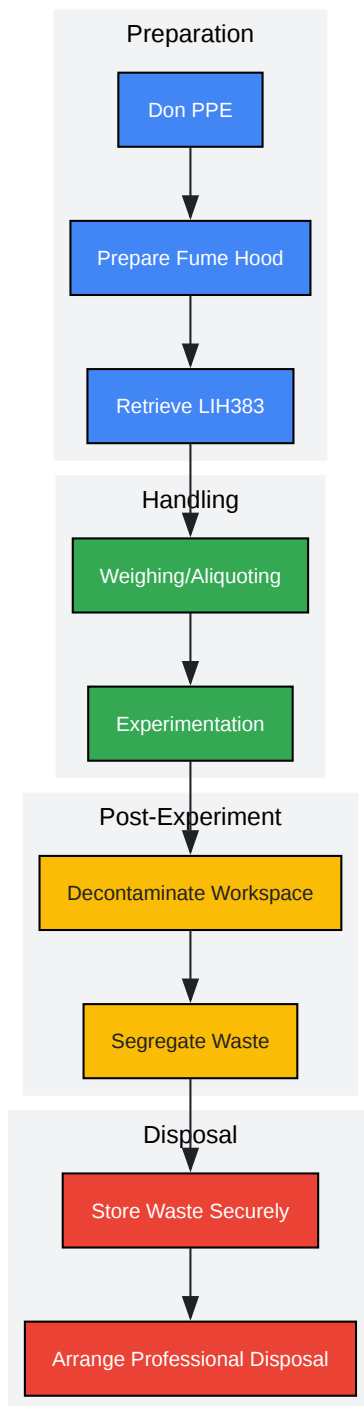 Preparation
Don PPE
Prepare Fume Hood
Retrieve LIH383
Handling
Weighing/Aliquoting
Experimentation
Post-Experiment
Decontaminate Workspace
Segregate Waste
Disposal
Store Waste Securely
Arrange Professional Disposal